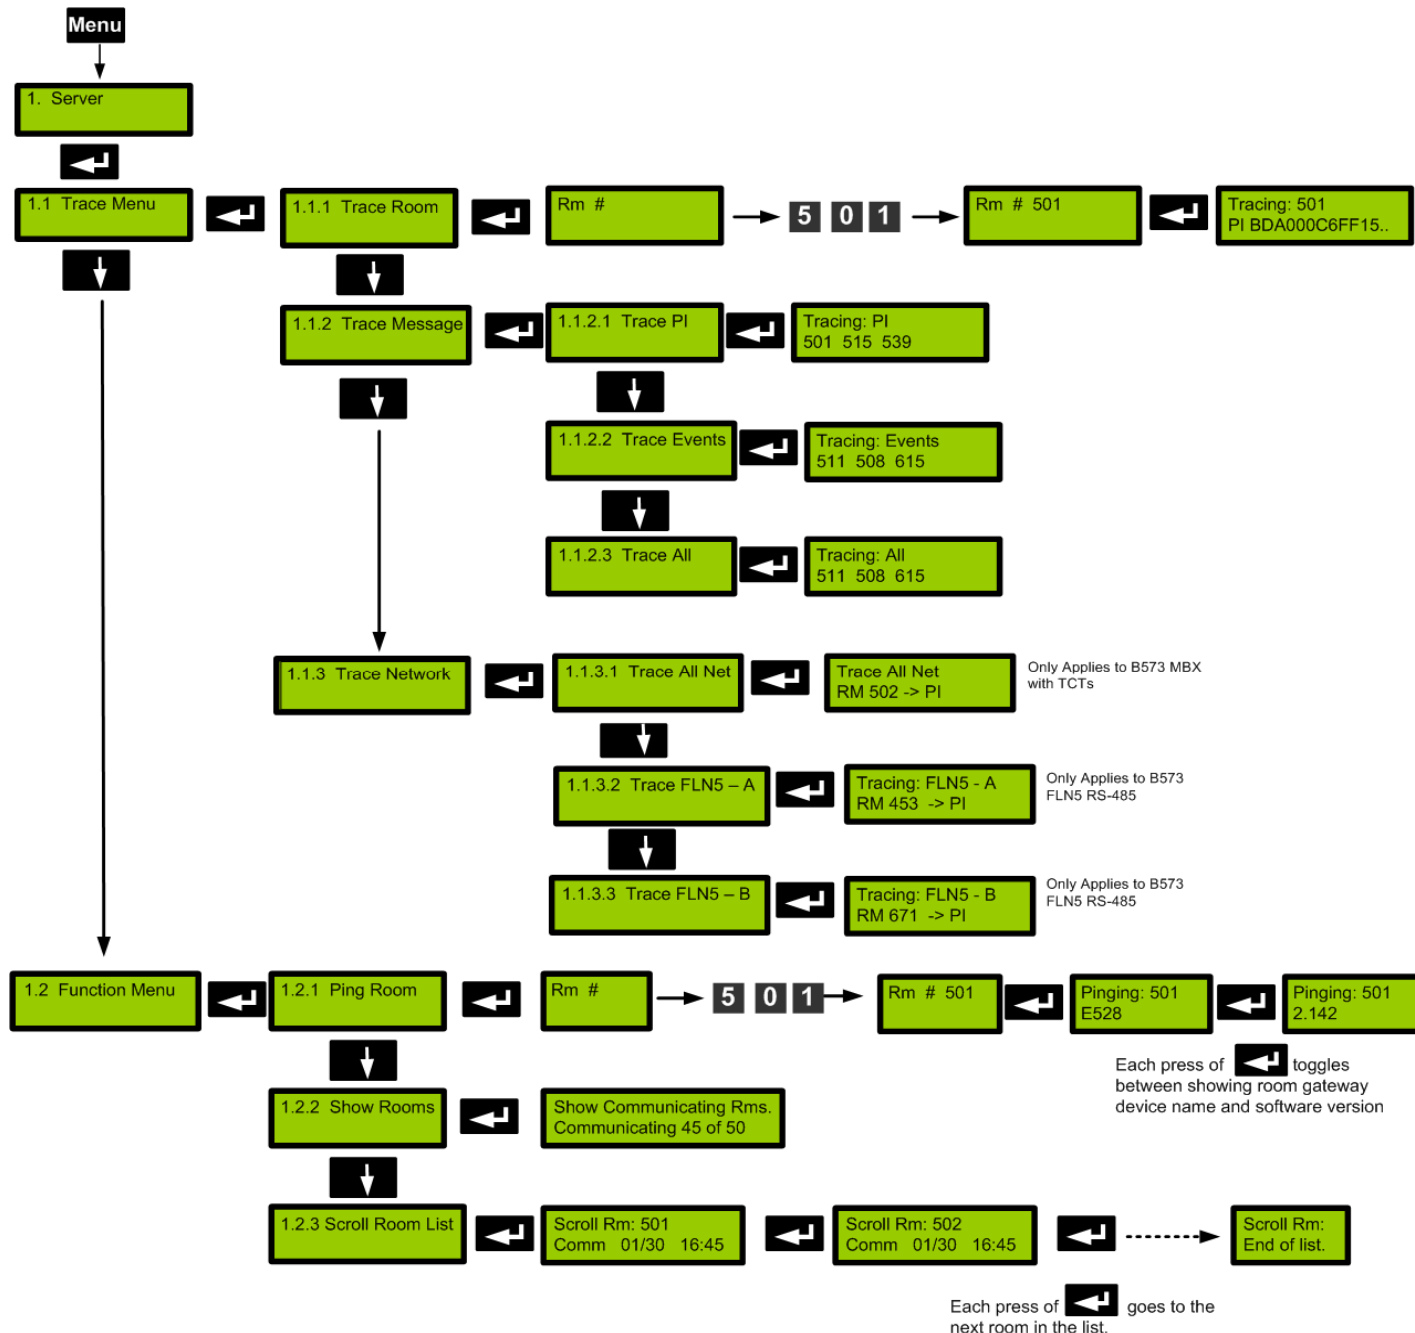 Menu
1. Server
1.1 Trace Menu
1.1.1 Trace Room
Rm #
5 0 1
Rm # 501
Tracing: 501
PI BDA000C6FF15..
1.1.2 Trace Message
1.1.2.1 Trace PI
Tracing: PI
501 515 539
1.1.2.2 Trace Events
Tracing: Events
511 508 615
1.1.2.3 Trace All
Tracing: All
511 508 615
1.1.3 Trace Network
1.1.3.1 Trace All Net
Trace All Net
RM 502 -> PI
Only Applies to B573 MBX
with TCTs
1.1.3.2 Trace FLN5 – A
Tracing: FLN5 - A
RM 453 -> PI
Only Applies to B573
FLN5 RS-485
1.1.3.3 Trace FLN5 – B
Tracing: FLN5 - B
RM 671 -> PI
Only Applies to B573
FLN5 RS-485
1.2 Function Menu
1.2.1 Ping Room
Rm #
5 0 1
Rm # 501
Pinging: 501
E528
Pinging: 501
2.142
Each press of toggles
between showing room gateway
device name and software version
1.2.2 Show Rooms
Show Communicating Rms.
Communicating 45 of 50
1.2.3 Scroll Room List
Scroll Rm: 501
Comm 01/30 16:45
Scroll Rm: 502
Comm 01/30 16:45
Scroll Rm:
End of list.
Each press of goes to the
next room in the list.